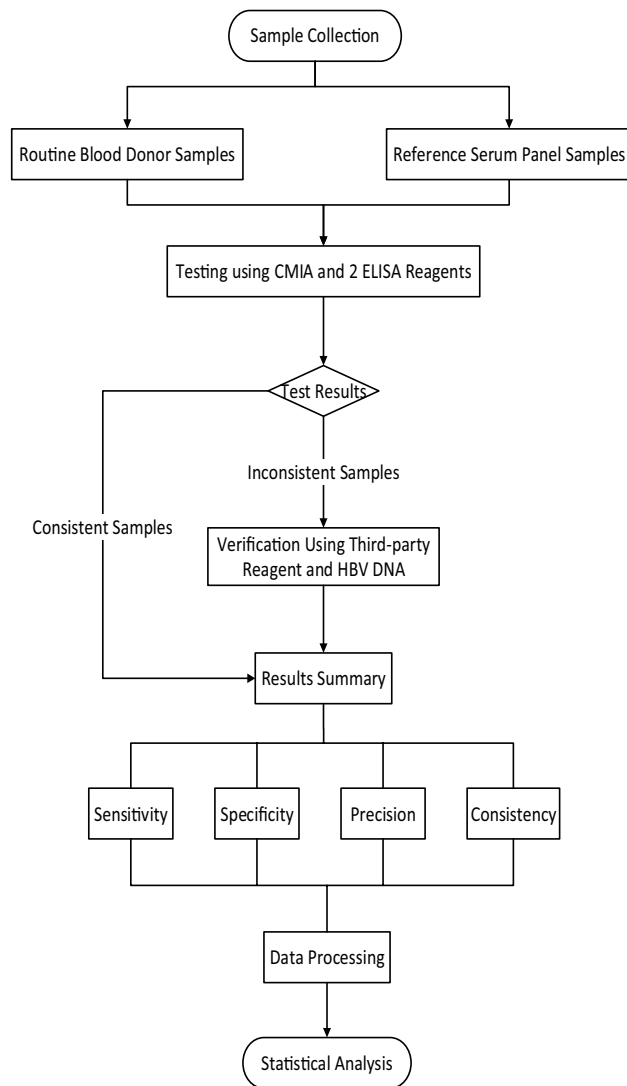 Sample Collection
Routine Blood Donor Samples
Reference Serum Panel Samples
Testing using CMIA and 2 ELISA Reagents
Test Results
Inconsistent Samples
Consistent Samples
Verification Using Third-party
Reagent and HBV DNA
Results Summary
Sensitivity
Specificity
Precision
Consistency
Data Processing
Statistical Analysis